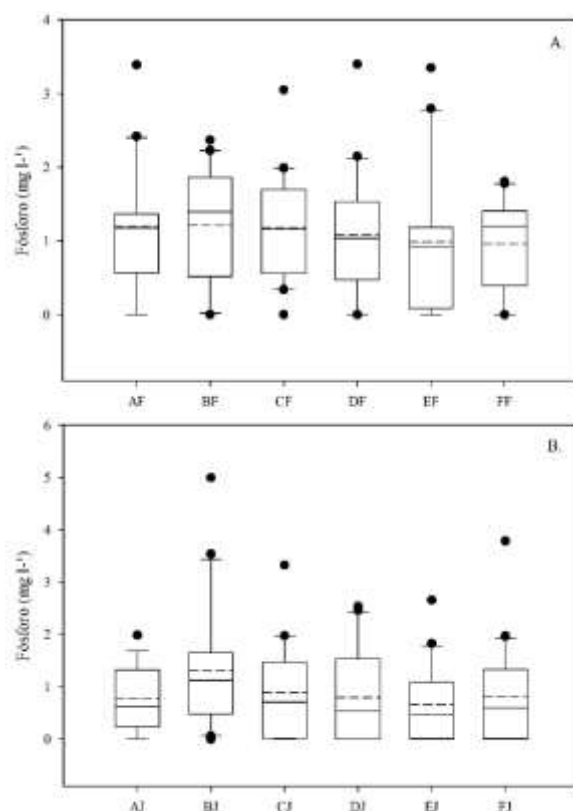 A.
4
3
2
1
0
Fósforo (mg l-¹)
AF BF CF DF EF FF
B.
6
5
4
3
2
1
0
Fósforo (mg l-¹)
AJ BJ CJ DJ EJ FJ